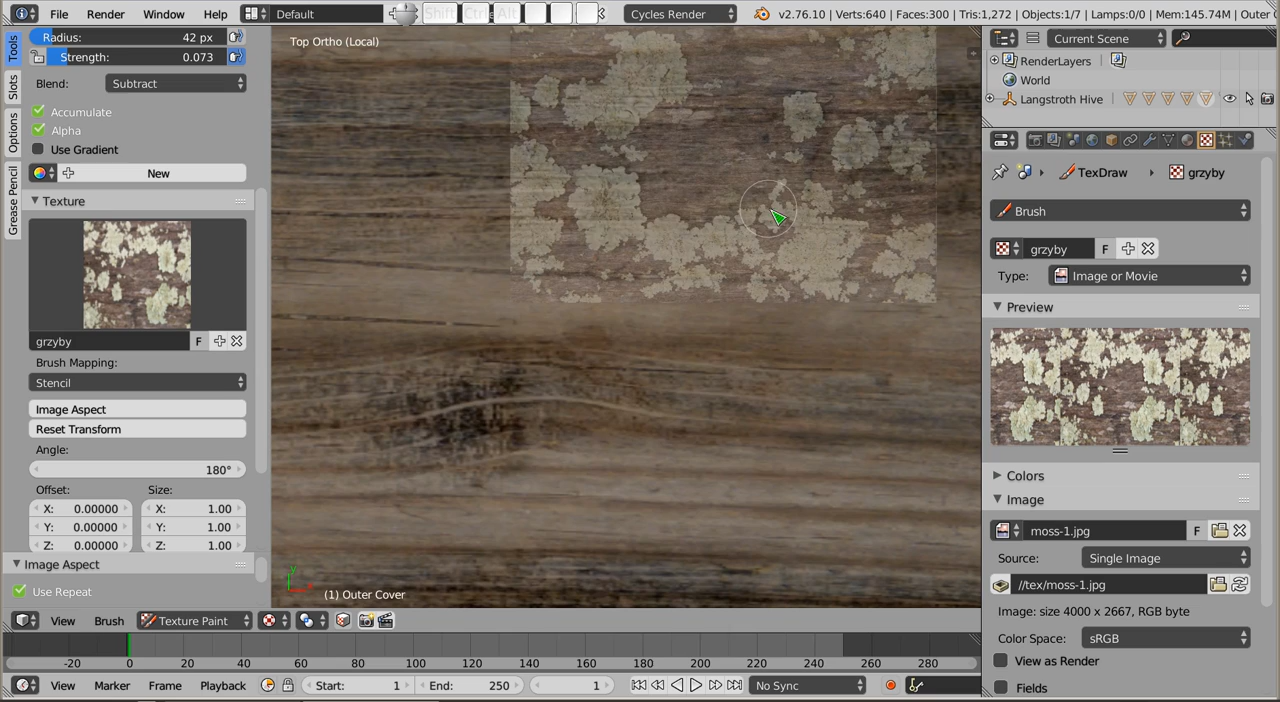 File Render Window Help Default Shift Ctrl Alt Cycles Render v2.76.10 | Verts:640 | Faces:300 | Tris:1,272 | Objects:1/7 | Lamps:0/0 | Mem:145.74M | Outer
Tools
Slots
Options
Grease Pencil
Radius: 42 px
Strength: 0.073
Blend: Subtract
Accumulate
Alpha
Use Gradient
New
Texture
grzyby F
Brush Mapping:
Stencil
Image Aspect
Reset Transform
Angle:
180°
Offset: Size:
X: 0.00000 X: 1.00
Y: 0.00000 Y: 1.00
Z: 0.00000 Z: 1.00
Image Aspect
Use Repeat
Top Ortho (Local)
y
(1) Outer Cover
View Brush Texture Paint
-20 0 20 40 60 80 100 120 140 160 180 200 220 240 260 280
View Marker Frame Playback Start: 1 End: 250 1 No Sync
Current Scene
RenderLayers
World
Langstroth Hive
TexDraw grzyby
Brush
grzyby F
Type: Image or Movie
Preview
Colors
Image
moss-1.jpg F
Source: Single Image
//tex/moss-1.jpg
Image: size 4000 x 2667, RGB byte
Color Space: sRGB
View as Render
Fields